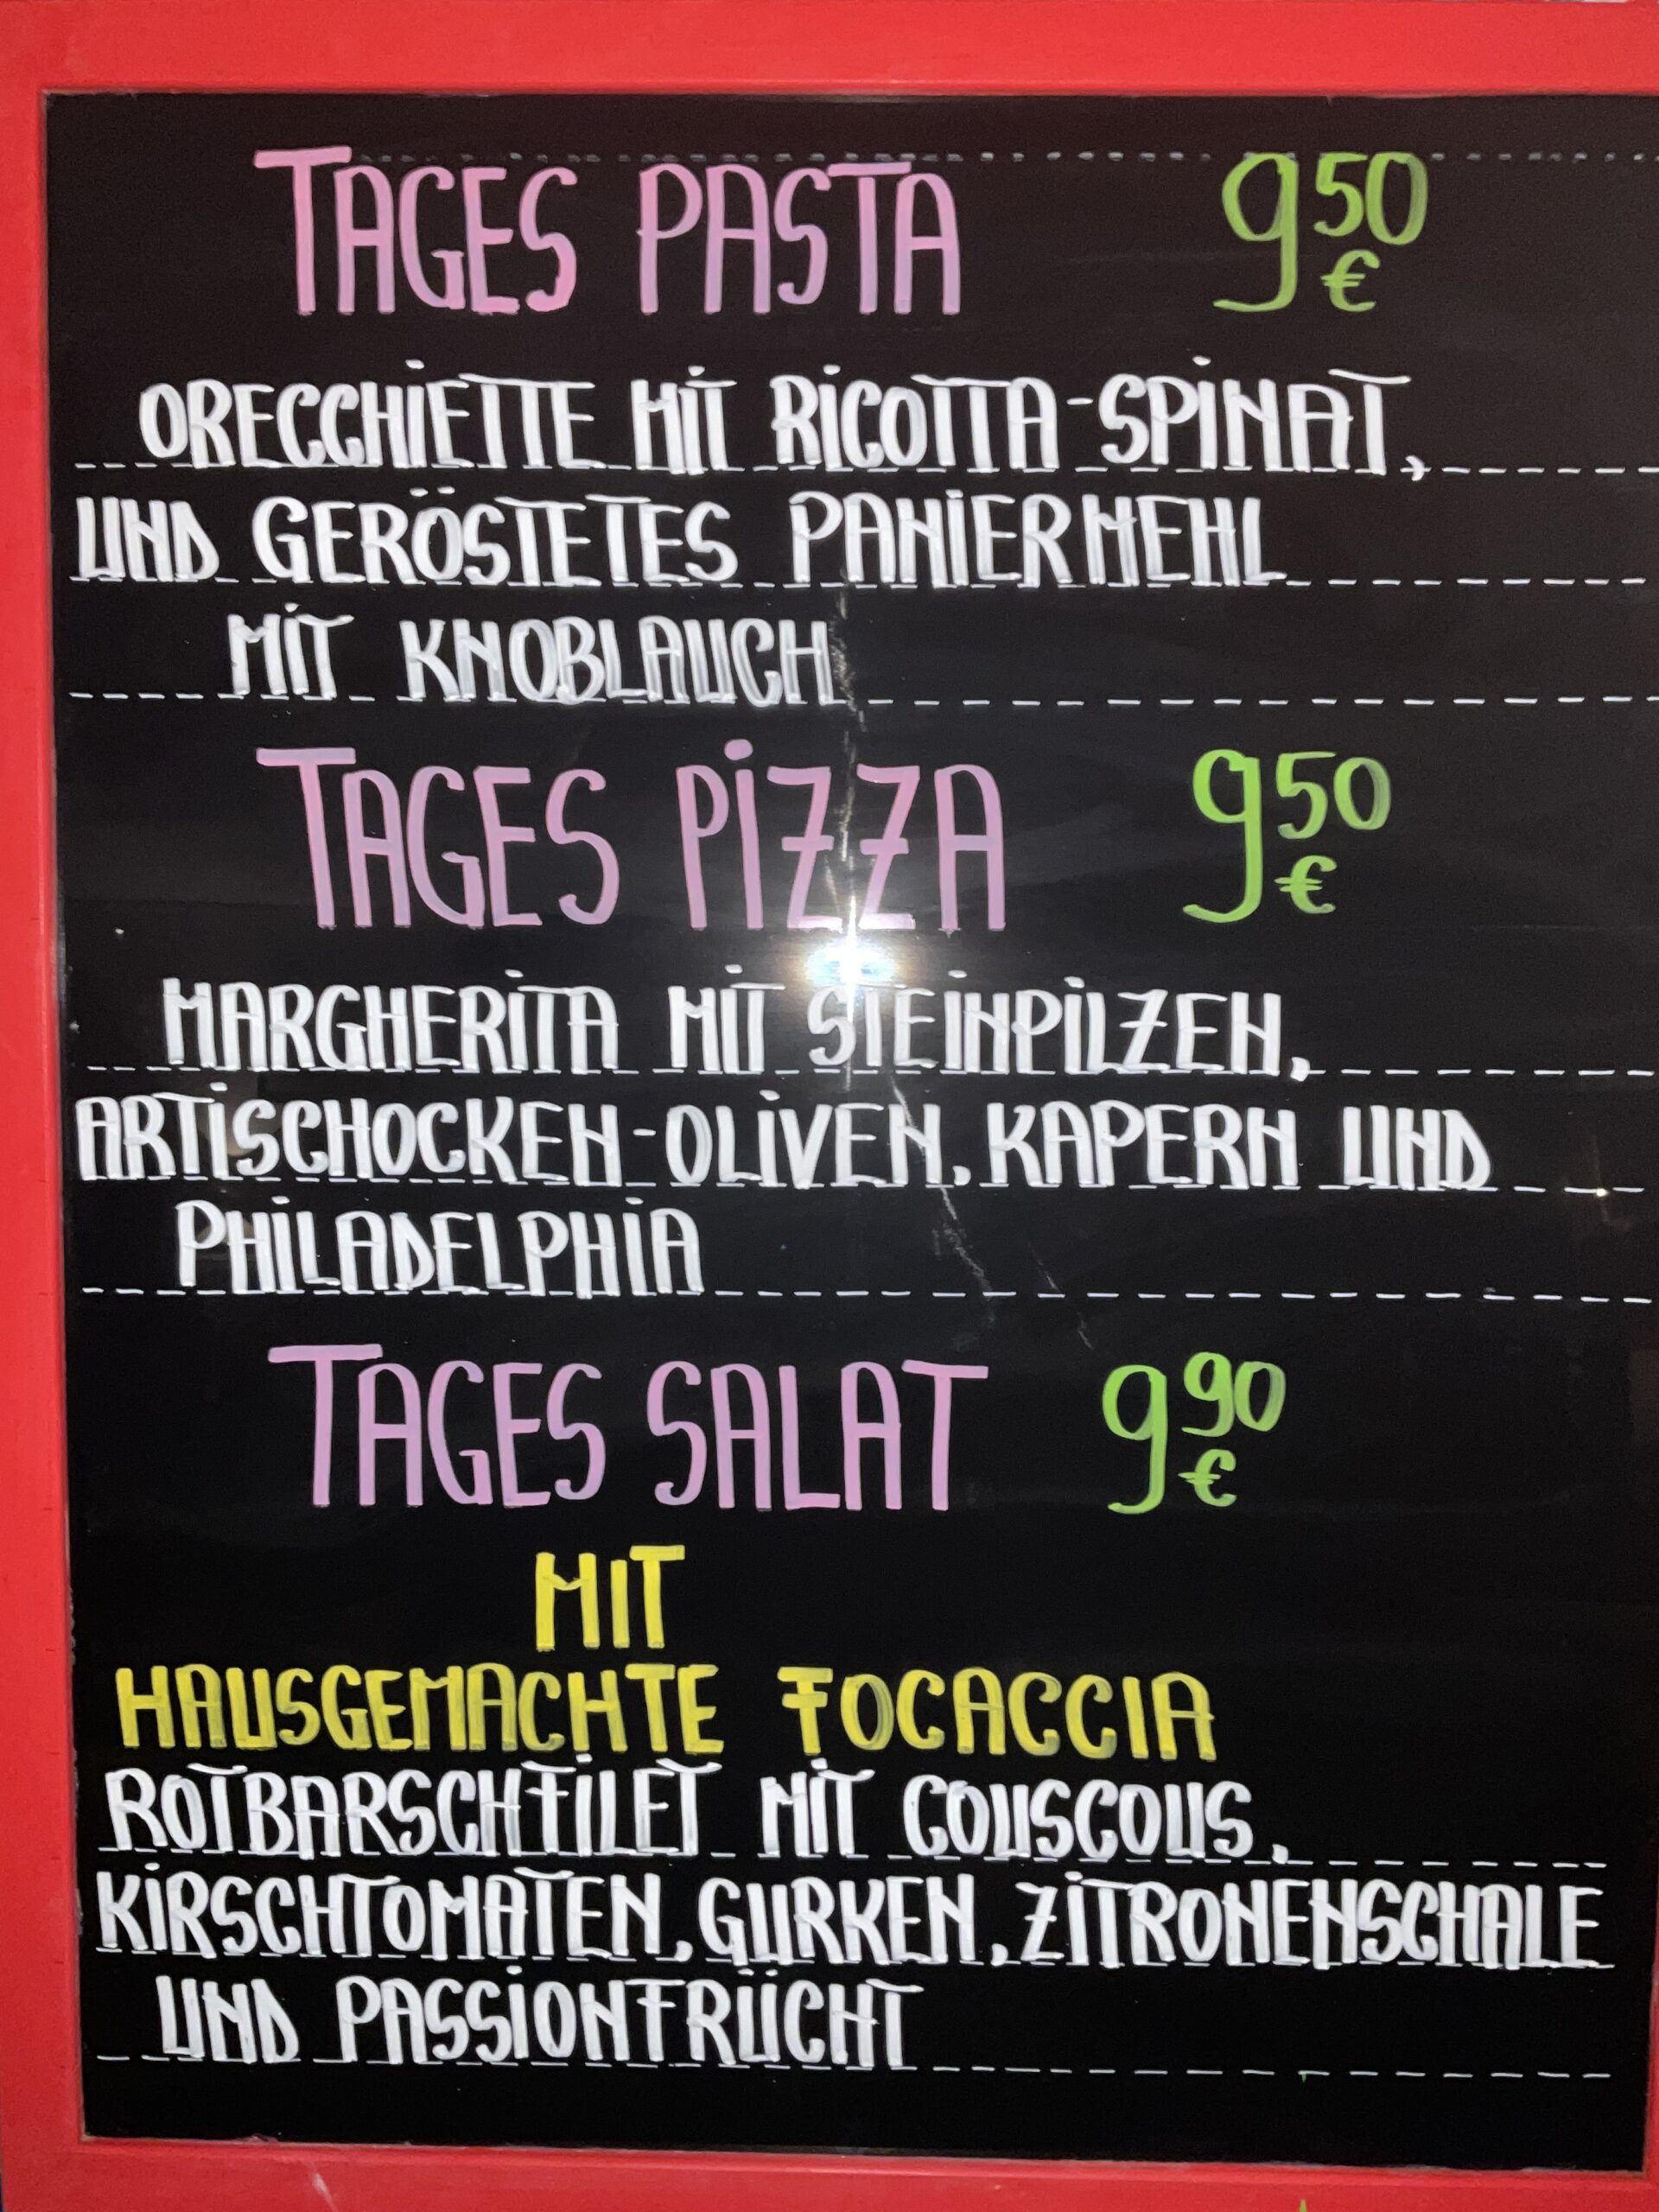 TAGES PASTA 9,50 €
ORECCHIETTE MIT RICOTTA-SPINAT,
UND GERÖSTETES PANIERMEHL
MIT KNOBLAUCH
TAGES PIZZA 9,50 €
MARGHERITA MIT STEINPILZEN,
ARTISCHOCKEN-OLIVEN, KAPERN UND
PHILADELPHIA
TAGES SALAT 9,90 €
MIT
HAUSGEMACHTE FOCACCIA
ROTBARSCHFILET MIT COUSCOUS,
KIRSCHTOMATEN, GURKEN, ZITRONENSCHALE
UND PASSIONFRÜCHT